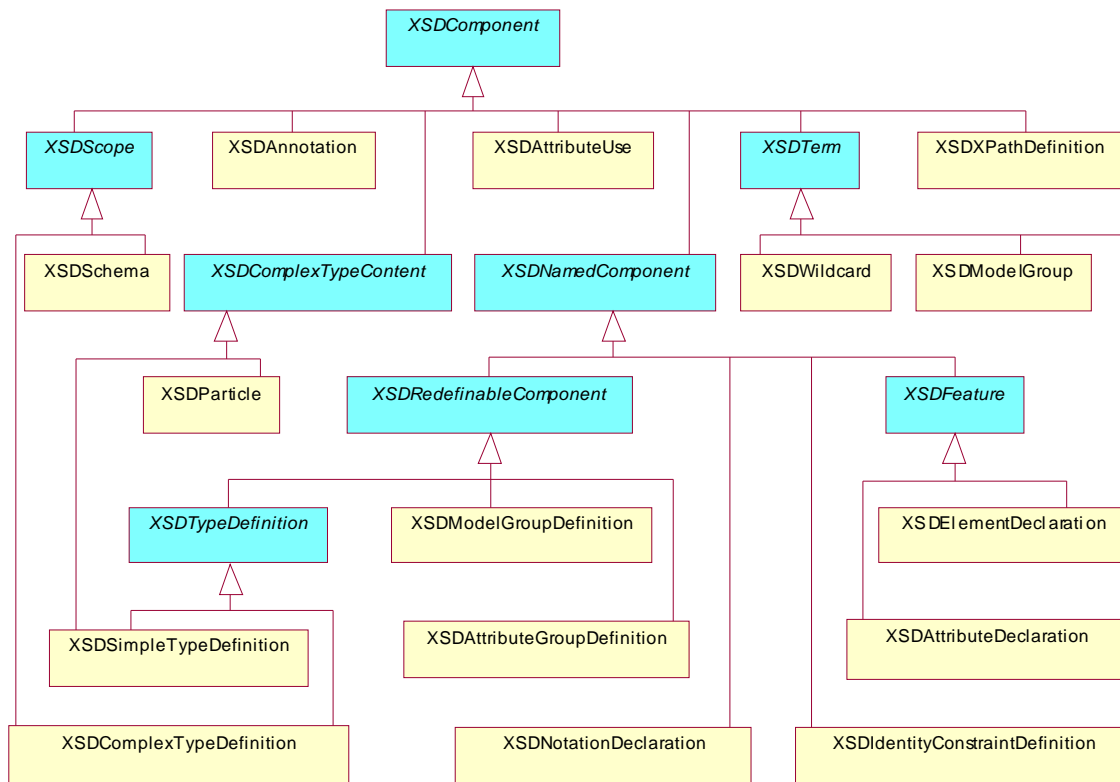 XSDComponent
XSDScope
XSDAnnotation
XSDAttributeUse
XSDTerm
XSDXPathDefinition
XSDSchema
XSDComplexTypeContent
XSDNamedComponent
XSDWildcard
XSDModelGroup
XSDParticle
XSDRedefinableComponent
XSDFeature
XSDTypeDefinition
XSDModelGroupDefinition
XSDElementDeclaration
XSDSimpleTypeDefinition
XSDAttributeGroupDefinition
XSDAttributeDeclaration
XSDComplexTypeDefinition
XSDNotationDeclaration
XSDIdentityConstraintDefinition